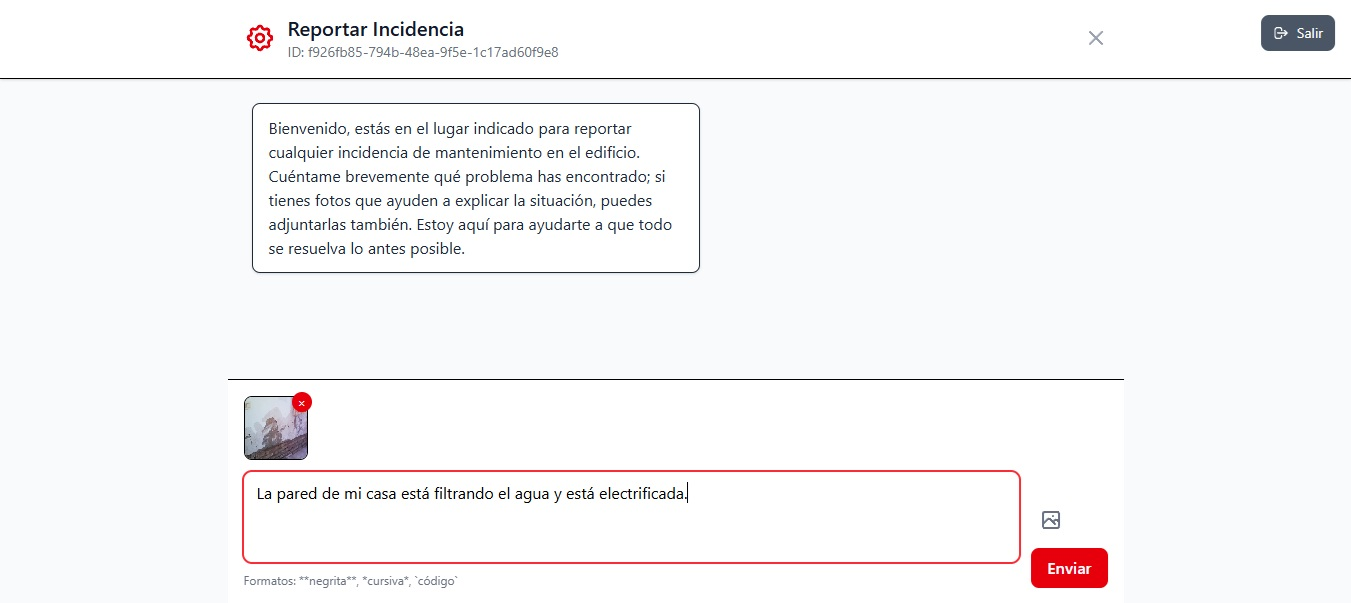 Reportar Incidencia
ID: f926fb85-794b-48ea-9f5e-1c17ad60f9e8
Salir
Bienvenido, estás en el lugar indicado para reportar
cualquier incidencia de mantenimiento en el edificio.
Cuéntame brevemente qué problema has encontrado; si
tienes fotos que ayuden a explicar la situación, puedes
adjuntarlas también. Estoy aquí para ayudarte a que todo
se resuelva lo antes posible.
La pared de mi casa está filtrando el agua y está electrificada.
Enviar
Formatos: **negrita**, *cursiva*, `código`